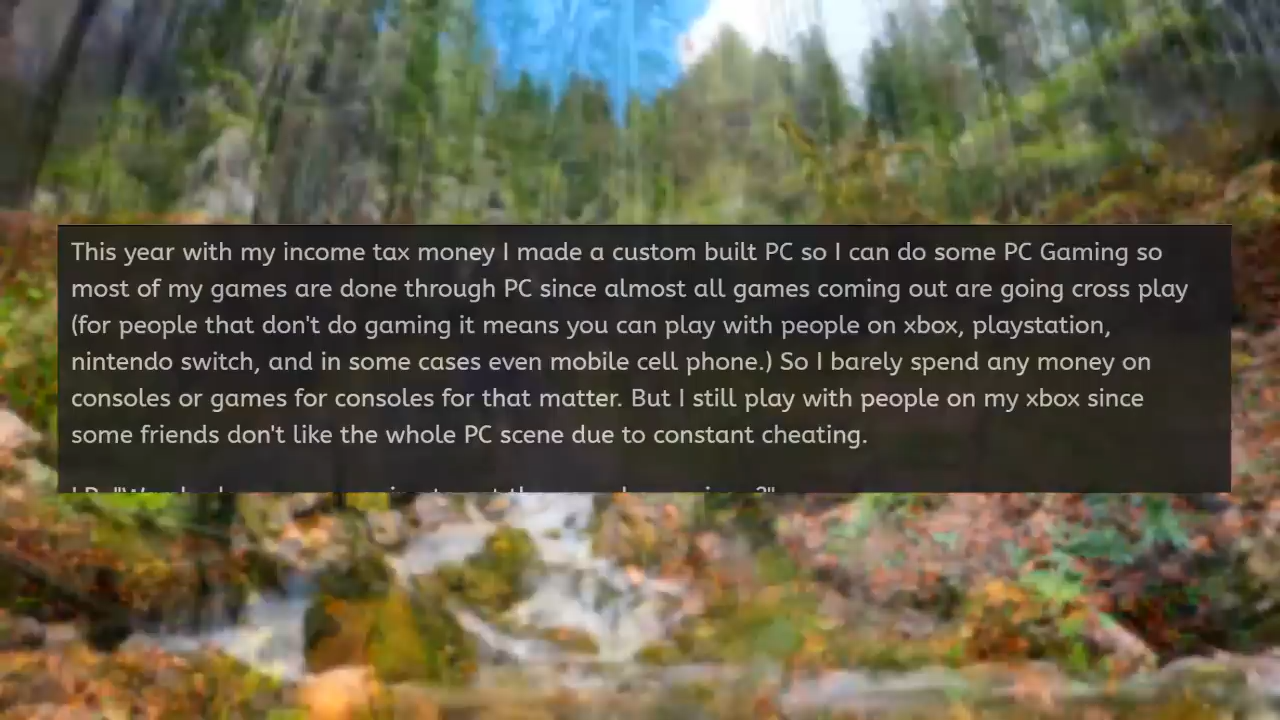 This year with my income tax money I made a custom built PC so I can do some PC Gaming so
most of my games are done through PC since almost all games coming out are going cross play
(for people that don't do gaming it means you can play with people on xbox, playstation,
nintendo switch, and in some cases even mobile cell phone.) So I barely spend any money on
consoles or games for consoles for that matter. But I still play with people on my xbox since
some friends don't like the whole PC scene due to constant cheating.